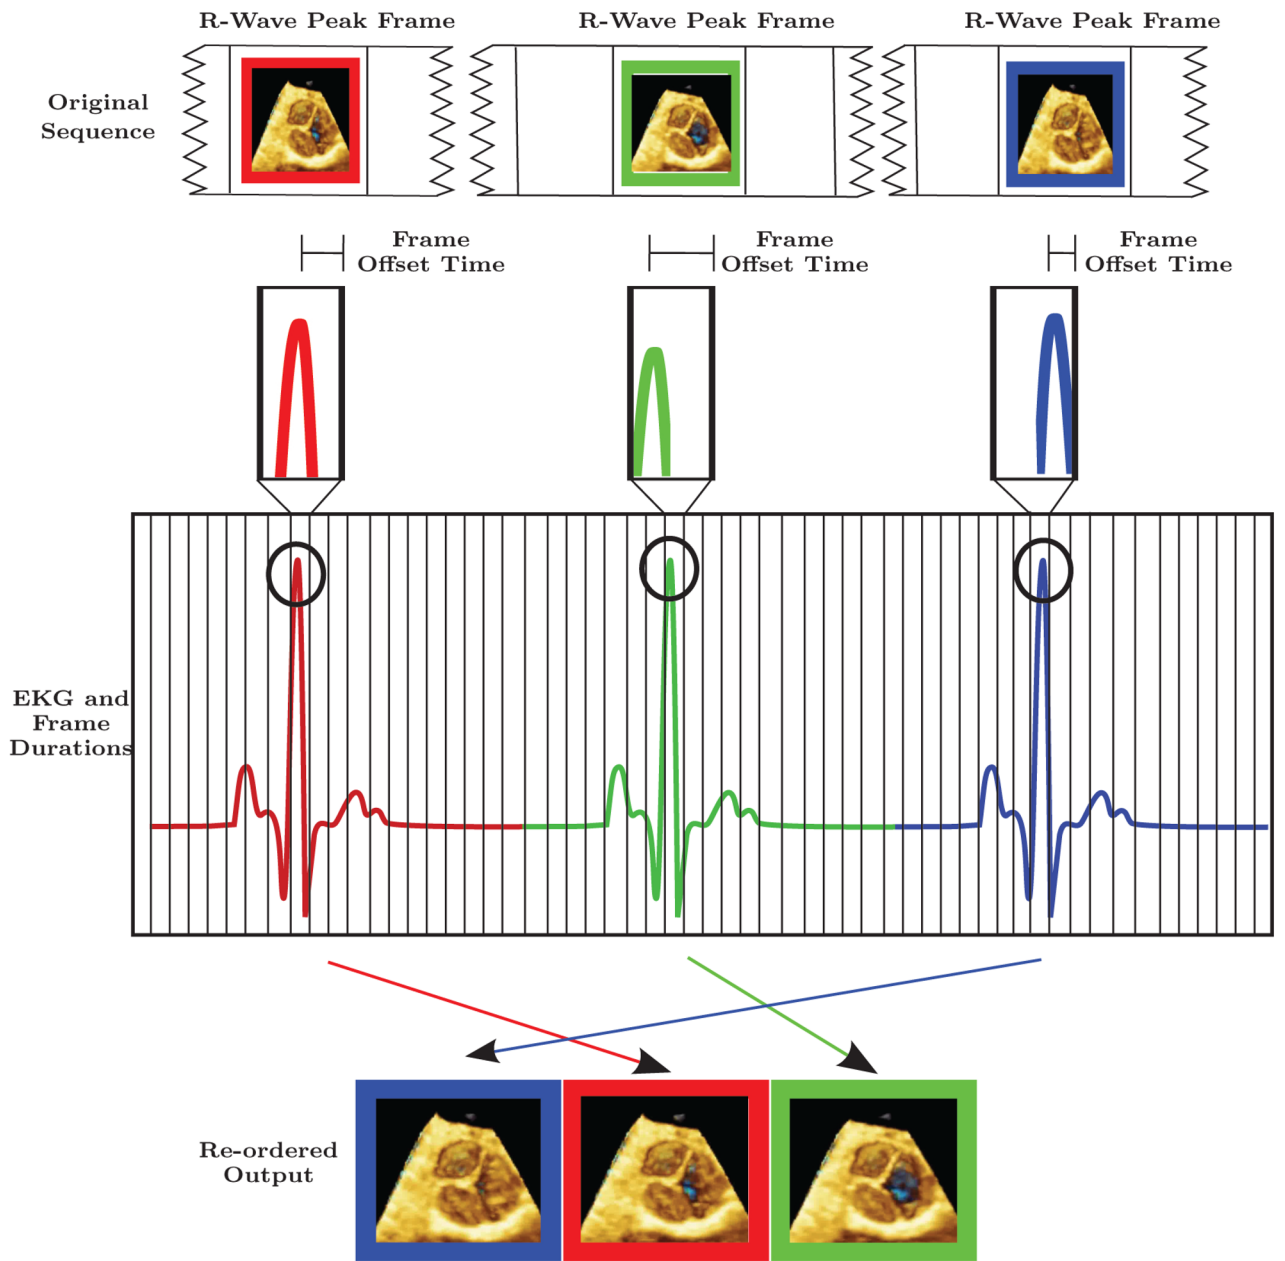 R-Wave Peak Frame
R-Wave Peak Frame
R-Wave Peak Frame
Original
Sequence
Frame
Offset Time
Frame
Offset Time
Frame
Offset Time
EKG and
Frame
Durations
Re-ordered
Output